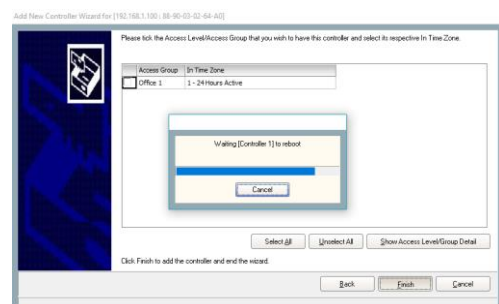 Add New Controller Wizard for [192.168.1.100 : 88-90-03-02-64-A0]
Please tick the Access Level/Access Group that you wish to have this controller and select its respective In Time Zone.
Access Group In Time Zone
Office 1 1 - 24 Hours Active
Waiting [Controller 1] to reboot
Cancel
Select All Unselect All Show Access Level/Group Detail
Click Finish to add the controller and end the wizard.
Back Finish Cancel